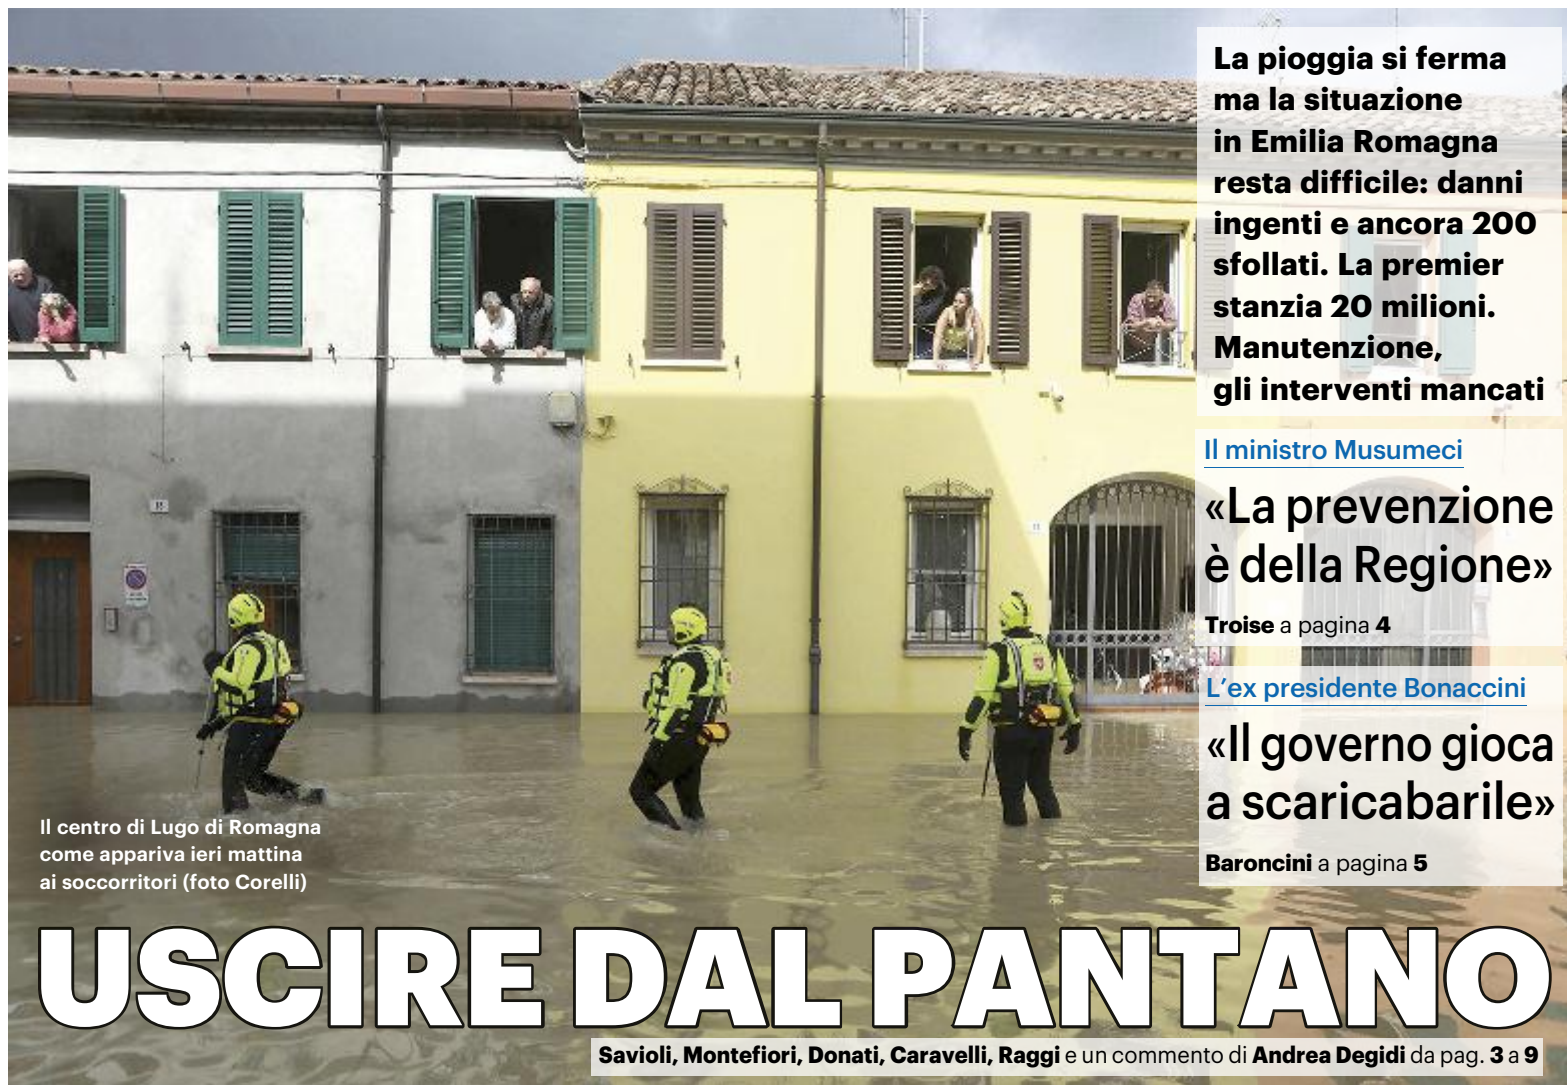 La pioggia si ferma
ma la situazione
in Emilia Romagna
resta difficile: danni
ingenti e ancora 200
sfollati. La premier
stanzia 20 milioni.
Manutenzione,
gli interventi mancati
Il ministro Musumeci
«La prevenzione
è della Regione»
Troise a pagina 4
L'ex presidente Bonaccini
«Il governo gioca
a scaricabarile»
Baroncini a pagina 5
Il centro di Lugo di Romagna
come appariva ieri mattina
ai soccorritori (foto Corelli)
USCIRE DAL PANTANO
Savioli, Montefiori, Donati, Caravelli, Raggi e un commento di Andrea Degidi da pag. 3 a 9